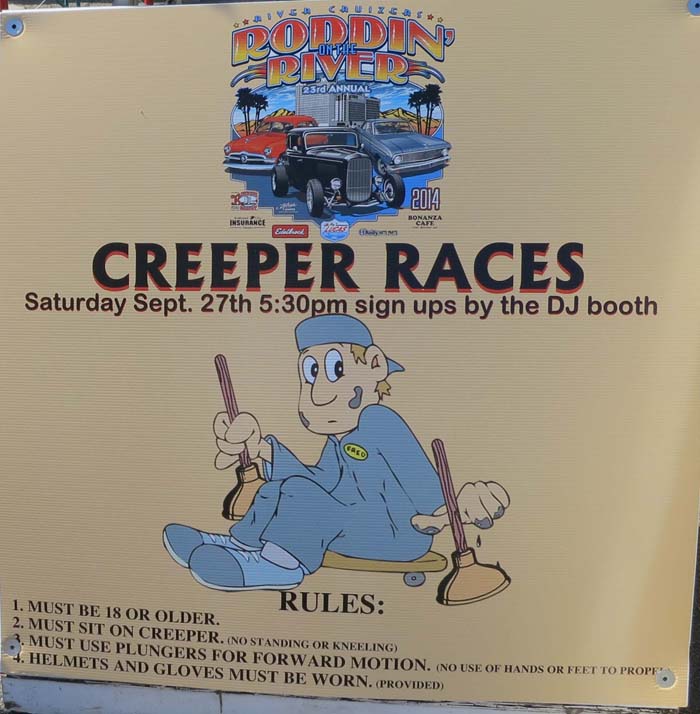 RIVER CRUIZERS
RODDIN'
ON THE
RIVER
23rd ANNUAL
2014
INSURANCE
Edelbrock
LUCAS
BONANZA
CAFE
CREEPER RACES
Saturday Sept. 27th 5:30pm sign ups by the DJ booth
FRED
RULES:
1. MUST BE 18 OR OLDER.
2. MUST SIT ON CREEPER. (NO STANDING OR KNEELING)
3. MUST USE PLUNGERS FOR FORWARD MOTION. (NO USE OF HANDS OR FEET TO PROPEL)
4. HELMETS AND GLOVES MUST BE WORN. (PROVIDED)